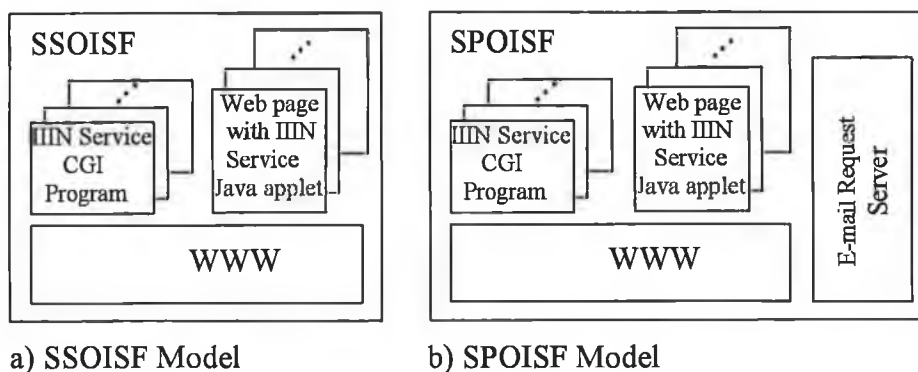 SSOISF
IIIN Service
CGI
Program
Web page
with IIIN
Service
Java applet
WWW
a) SSOISF Model
SPOISF
IIIN Service
CGI
Program
Web page
with IIIN
Service
Java applet
WWW
E-mail Request
Server
b) SPOISF Model